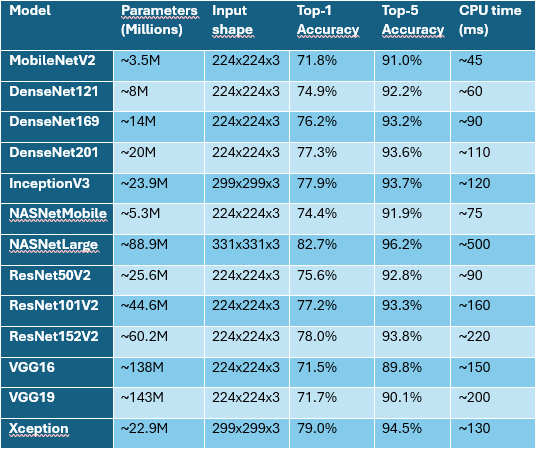 Model Parameters (Millions) Input shape Top-1 Accuracy Top-5 Accuracy CPU time (ms)
MobileNetV2 ~3.5M 224x224x3 71.8% 91.0% ~45
DenseNet121 ~8M 224x224x3 74.9% 92.2% ~60
DenseNet169 ~14M 224x224x3 76.2% 93.2% ~90
DenseNet201 ~20M 224x224x3 77.3% 93.6% ~110
InceptionV3 ~23.9M 299x299x3 77.9% 93.7% ~120
NASNetMobile ~5.3M 224x224x3 74.4% 91.9% ~75
NASNetLarge ~88.9M 331x331x3 82.7% 96.2% ~500
ResNet50V2 ~25.6M 224x224x3 75.6% 92.8% ~90
ResNet101V2 ~44.6M 224x224x3 77.2% 93.3% ~160
ResNet152V2 ~60.2M 224x224x3 78.0% 93.8% ~220
VGG16 ~138M 224x224x3 71.5% 89.8% ~150
VGG19 ~143M 224x224x3 71.7% 90.1% ~200
Xception ~22.9M 299x299x3 79.0% 94.5% ~130